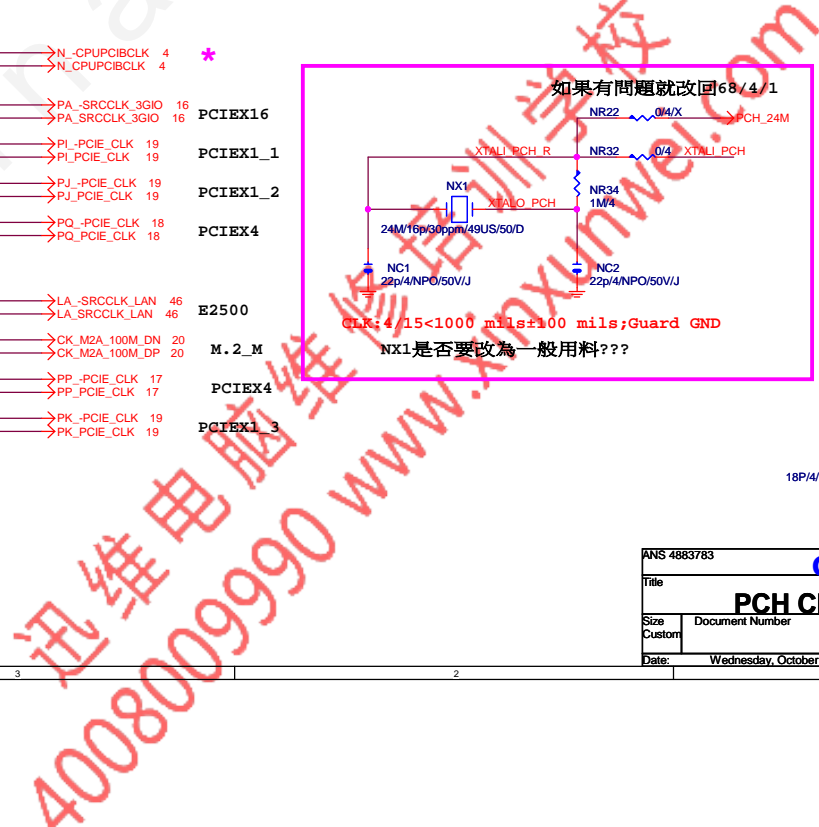 N_-CPUPCIBCLK 4
N_CPUPCIBCLK 4
*
PA_-SRCCLK_3GIO 16
PA_SRCCLK_3GIO 16
PCIEX16
PI_-PCIE_CLK 19
PI_PCIE_CLK 19
PCIEX1_1
PJ_-PCIE_CLK 19
PJ_PCIE_CLK 19
PCIEX1_2
PQ_-PCIE_CLK 18
PQ_PCIE_CLK 18
PCIEX4
LA_-SRCCLK_LAN 46
LA_SRCCLK_LAN 46
E2500
CK_M2A_100M_DN 20
CK_M2A_100M_DP 20
M.2_M
PP_-PCIE_CLK 17
PP_PCIE_CLK 17
PCIEX4
PK_-PCIE_CLK 19
PK_PCIE_CLK 19
PCIEX1_3
如果有問題就改回68/4/1
NR22 0/4/X PCH_24M
XTALI_PCH_R NR32 0/4 XTALI_PCH
NX1 XTALO_PCH
NR34
1M/4
24M/16p/30ppm/49US/50/D
NC1
22p/4/NPO/50V/J
NC2
22p/4/NPO/50V/J
CLK:4/15<1000 mils±100 mils;Guard GND
NX1是否要改為一般用料???
18P/4/
ANS 4883783
Title
PCH C
Size
Custom
Document Number
Date: Wednesday, October
3
2
迅维电脑维修培训学校
4008009990 www.xinxunwei.com